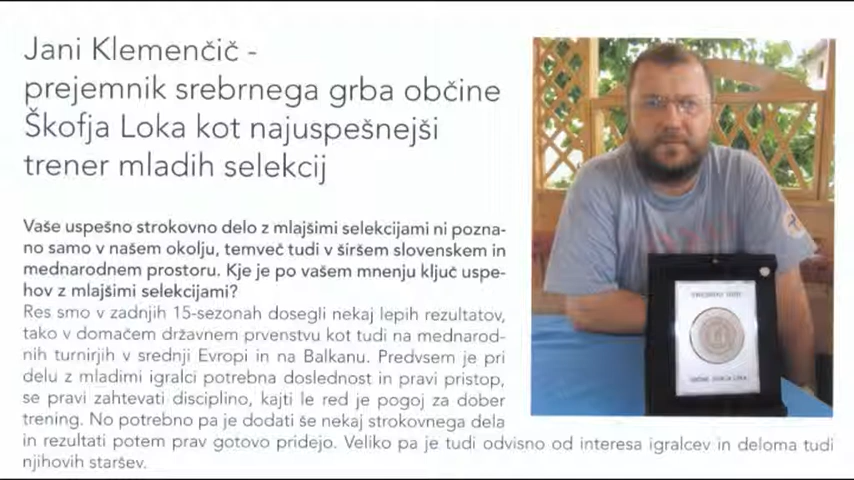 Jani Klemenčič -
prejemnik srebrnega grba občine
Škofja Loka kot najuspešnejši
trener mladih selekcij
Vaše uspešno strokovno delo z mlajšimi selekcijami ni pozna-
no samo v našem okolju, temveč tudi v širšem slovenskem in
mednarodnem prostoru. Kje je po vašem mnenju ključ uspe-
hov z mlajšimi selekcijami?
Res smo v zadnjih 15-sezonah dosegli nekaj lepih rezultatov,
tako v domačem državnem prvenstvu kot tudi na mednarod-
nih turnirjih v srednji Evropi in na Balkanu. Predvsem je pri
delu z mladimi igralci potrebna doslednost in pravi pristop,
se pravi zahtevati disciplino, kajti le red je pogoj za dober
trening. No potrebno pa je dodati še nekaj strokovnega dela
in rezultati potem prav gotovo pridejo. Veliko pa je tudi odvisno od interesa igralcev in deloma tudi
njihovih staršev.
OBČINE ŠKOFJA LOKA